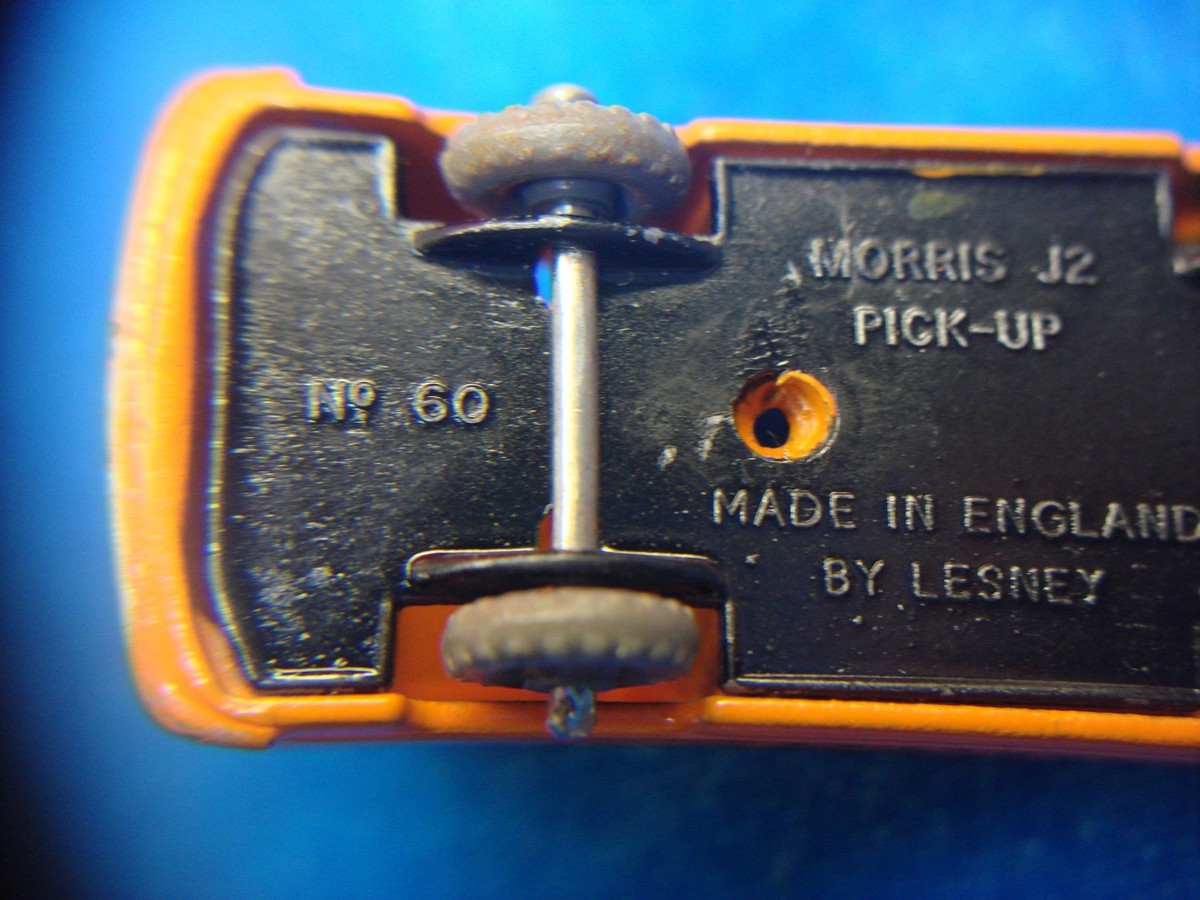 Nº 60
MORRIS J2
PICK-UP
MADE IN ENGLAND
BY LESNEY